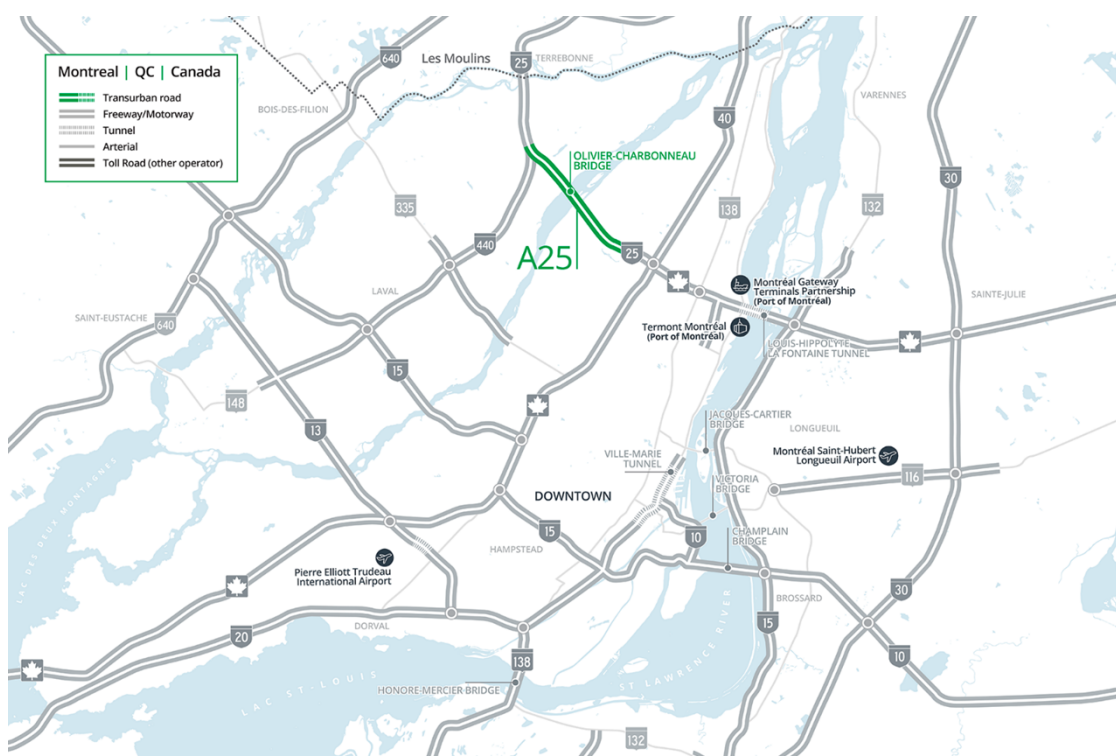 Montreal | QC | Canada
Transurban road
Freeway/Motorway
Tunnel
Arterial
Toll Road (other operator)
640
Les Moulins
25
TERREBONNE
BOIS-DES-FILION
VARENNES
40
OLIVIER-CHARBONNEAU
BRIDGE
30
335
138
132
440
A25
25
LAVAL
Montréal Gateway
Terminals Partnership
(Port of Montréal)
SAINTE-JULIE
SAINT-EUSTACHE
640
Termont Montréal
(Port of Montréal)
LOUIS-HIPPOLYTE
LA FONTAINE TUNNEL
15
148
13
JACQUES-CARTIER
BRIDGE
LONGUEUIL
VILLE-MARIE
TUNNEL
Montréal Saint-Hubert
Longueuil Airport
116
LAC DES DEUX MONTAGNES
DOWNTOWN
VICTORIA
BRIDGE
15
10
CHAMPLAIN
BRIDGE
HAMPSTEAD
Pierre Elliott Trudeau
International Airport
30
BROSSARD
DORVAL
15
20
138
10
ST LAWRENCE RIVER
HONORE-MERCIER BRIDGE
LAC ST-LOUIS
132